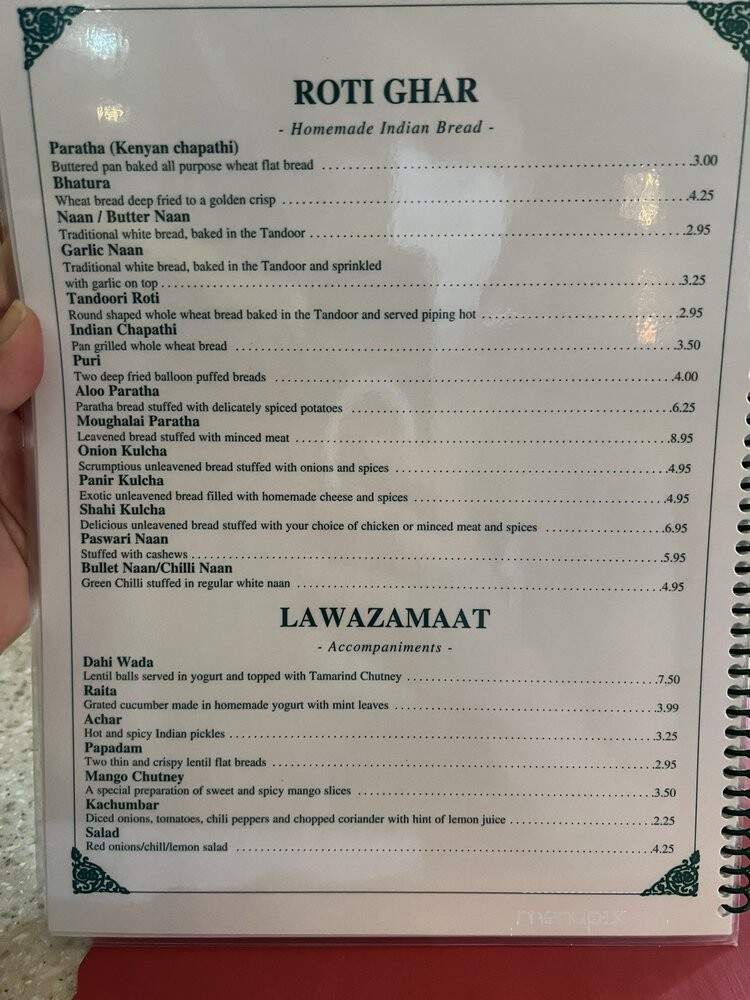 ROTI GHAR
- Homemade Indian Bread -
Paratha (Kenyan chapathi)
Buttered pan baked all purpose wheat flat bread ........................................3.00
Bhatura
Wheat bread deep fried to a golden crisp ........................................4.25
Naan / Butter Naan
Traditional white bread, baked in the Tandoor ........................................2.95
Garlic Naan
Traditional white bread, baked in the Tandoor and sprinkled
with garlic on top ........................................3.25
Tandoori Roti
Round shaped whole wheat bread baked in the Tandoor and served piping hot ........................................2.95
Indian Chapathi
Pan grilled whole wheat bread ........................................3.50
Puri
Two deep fried balloon puffed breads ........................................4.00
Aloo Paratha
Paratha bread stuffed with delicately spiced potatoes ........................................6.25
Moughalai Paratha
Leavened bread stuffed with minced meat ........................................8.95
Onion Kulcha
Scrumptious unleavened bread stuffed with onions and spices ........................................4.95
Panir Kulcha
Exotic unleavened bread filled with homemade cheese and spices ........................................4.95
Shahi Kulcha
Delicious unleavened bread stuffed with your choice of chicken or minced meat and spices ........................................6.95
Paswari Naan
Stuffed with cashews ........................................5.95
Bullet Naan/Chilli Naan
Green Chilli stuffed in regular white naan ........................................4.95
LAWAZAMAAT
- Accompaniments -
Dahi Wada
Lentil balls served in yogurt and topped with Tamarind Chutney ........................................7.50
Raita
Grated cucumber made in homemade yogurt with mint leaves ........................................3.99
Achar
Hot and spicy Indian pickles ........................................3.25
Papadam
Two thin and crispy lentil flat breads ........................................2.95
Mango Chutney
A special preparation of sweet and spicy mango slices ........................................3.50
Kachumbar
Diced onions, tomatoes, chili peppers and chopped coriander with hint of lemon juice ........................................2.25
Salad
Red onions/chill/lemon salad ........................................4.25
menupix